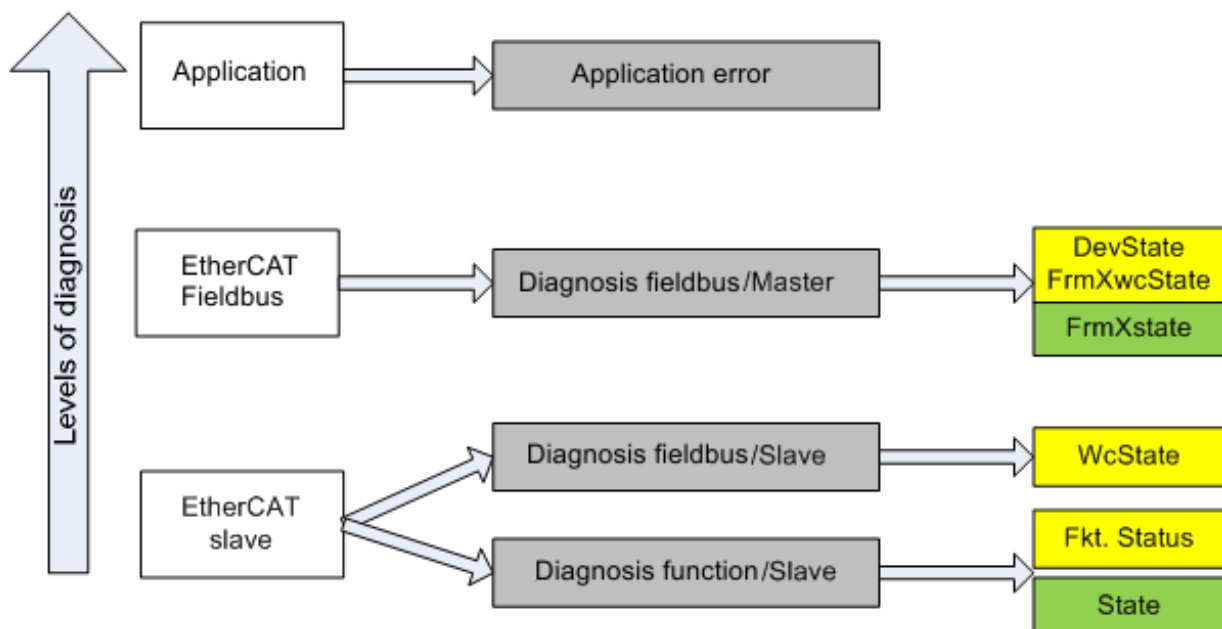 Levels of diagnosis
Application
Application error
EtherCAT
Fieldbus
Diagnosis fieldbus/Master
DevState
FrmXwcState
FrmXstate
EtherCAT
slave
Diagnosis fieldbus/Slave
WcState
Diagnosis function/Slave
Fkt. Status
State